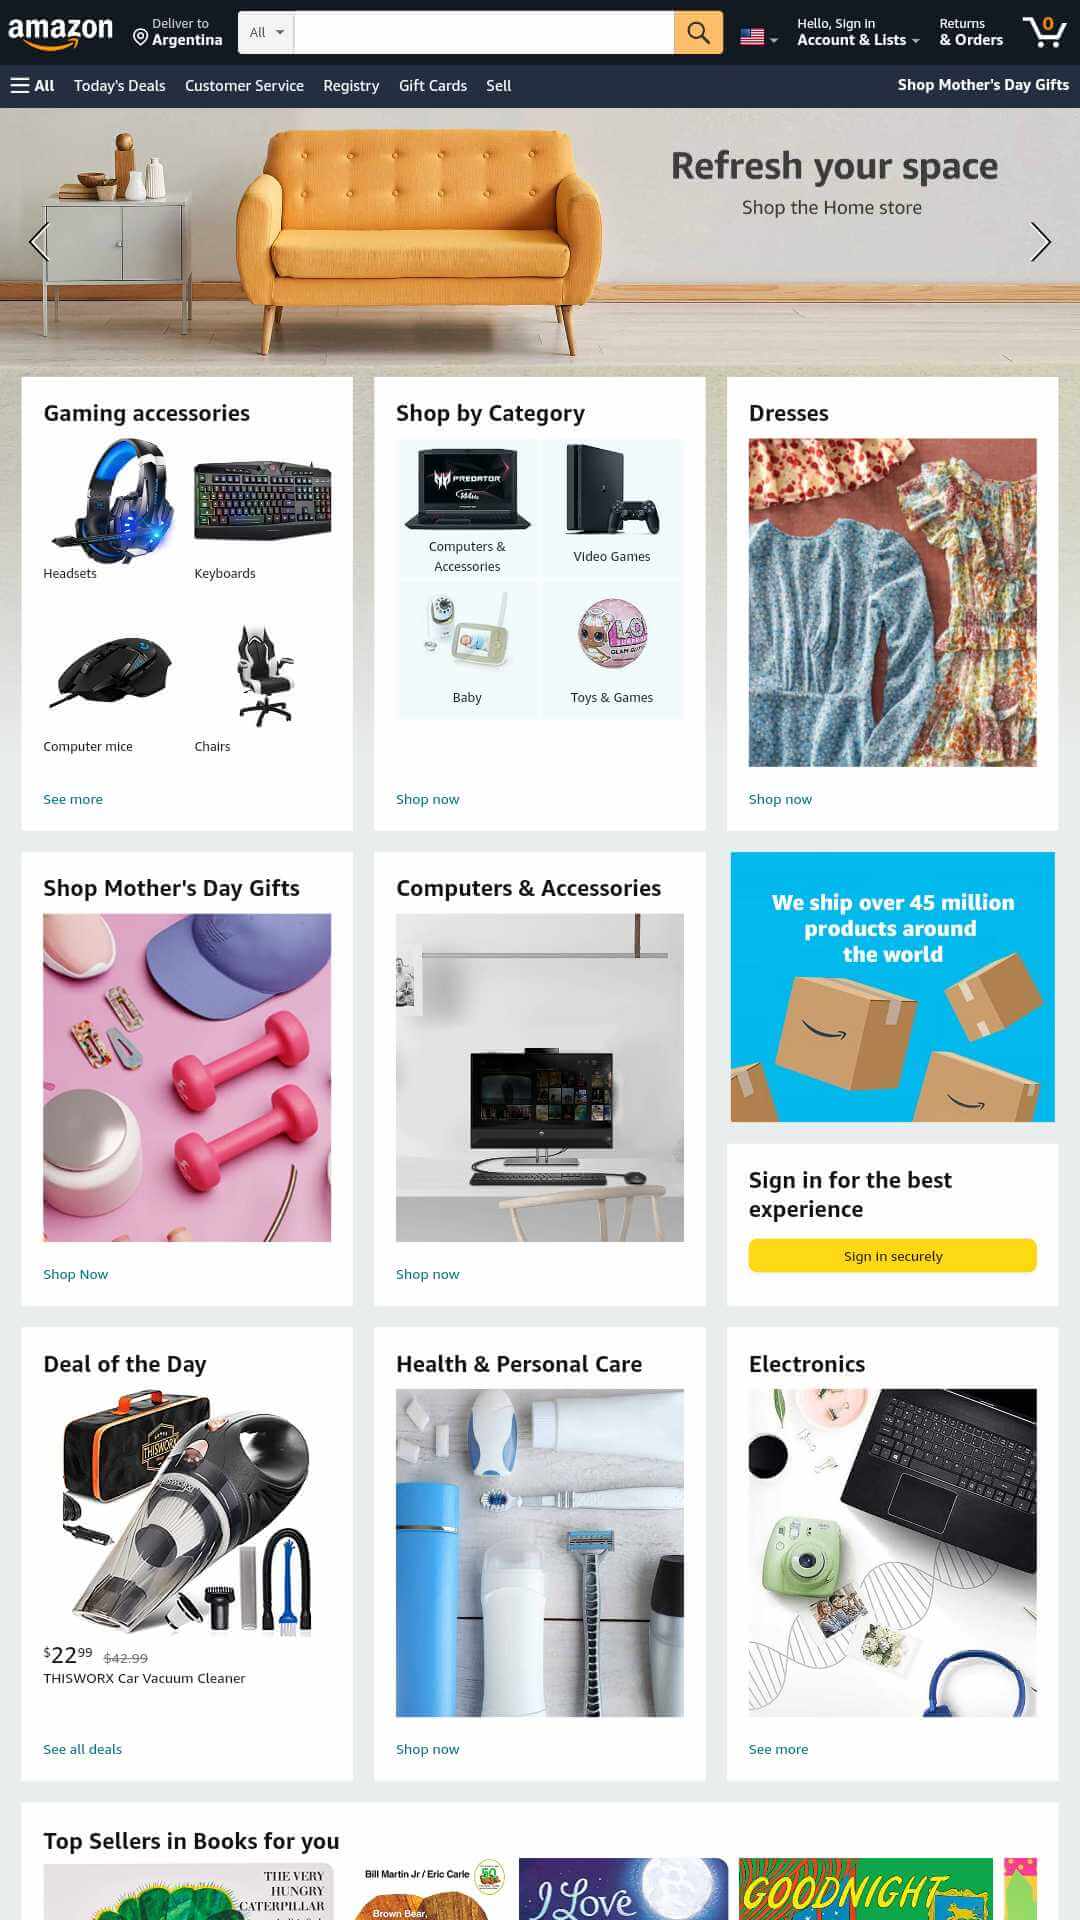 amazon
Deliver to
Argentina
All
Hello, Sign in
Account & Lists
Returns
& Orders
0
All
Today's Deals
Customer Service
Registry
Gift Cards
Sell
Shop Mother's Day Gifts
Refresh your space
Shop the Home store
Gaming accessories
Headsets
Keyboards
Computer mice
Chairs
See more
Shop by Category
PREDATOR
Computers &
Accessories
Video Games
Baby
Toys & Games
Shop now
Dresses
Shop now
Shop Mother's Day Gifts
Shop Now
Computers & Accessories
Shop now
We ship over 45 million
products around
the world
Sign in for the best
experience
Sign in securely
Deal of the Day
THISWORX
$22 99
$42.99
THISWORX Car Vacuum Cleaner
See all deals
Health & Personal Care
Shop now
Electronics
See more
Top Sellers in Books for you
THE VERY
HUNGRY
CATERPILLAR
Bill Martin Jr / Eric Carle
Brown Bear,
I Love
GOODNIGHT